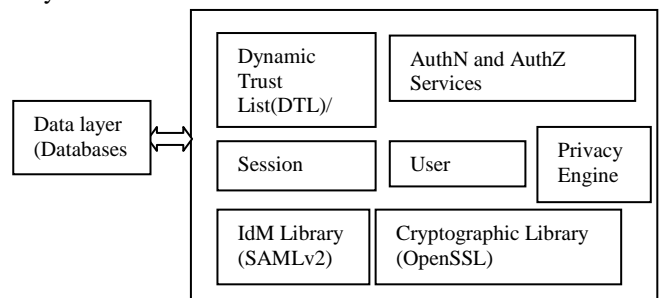 Dynamic
Trust
List(DTL)/
AuthN and AuthZ
Services
Data layer
(Databases
Session
User
Privacy
Engine
IdM Library
(SAMLv2)
Cryptographic Library
(OpenSSL)